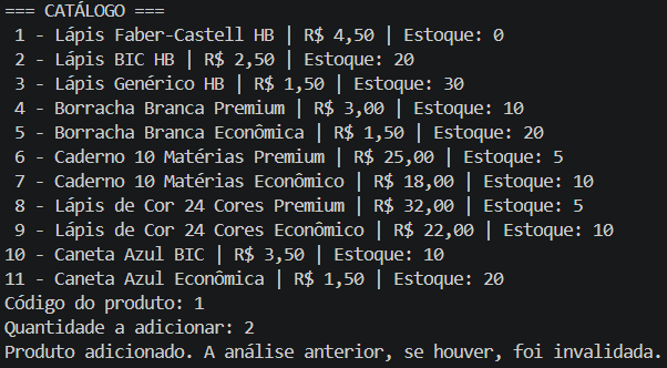 === CATÁLOGO ===
1 - Lápis Faber-Castell HB | R$ 4,50 | Estoque: 0
2 - Lápis BIC HB | R$ 2,50 | Estoque: 20
3 - Lápis Genérico HB | R$ 1,50 | Estoque: 30
4 - Borracha Branca Premium | R$ 3,00 | Estoque: 10
5 - Borracha Branca Econômica | R$ 1,50 | Estoque: 20
6 - Caderno 10 Matérias Premium | R$ 25,00 | Estoque: 5
7 - Caderno 10 Matérias Econômico | R$ 18,00 | Estoque: 10
8 - Lápis de Cor 24 Cores Premium | R$ 32,00 | Estoque: 5
9 - Lápis de Cor 24 Cores Econômico | R$ 22,00 | Estoque: 10
10 - Caneta Azul BIC | R$ 3,50 | Estoque: 10
11 - Caneta Azul Econômica | R$ 1,50 | Estoque: 20
Código do produto: 1
Quantidade a adicionar: 2
Produto adicionado. A análise anterior, se houver, foi invalidada.